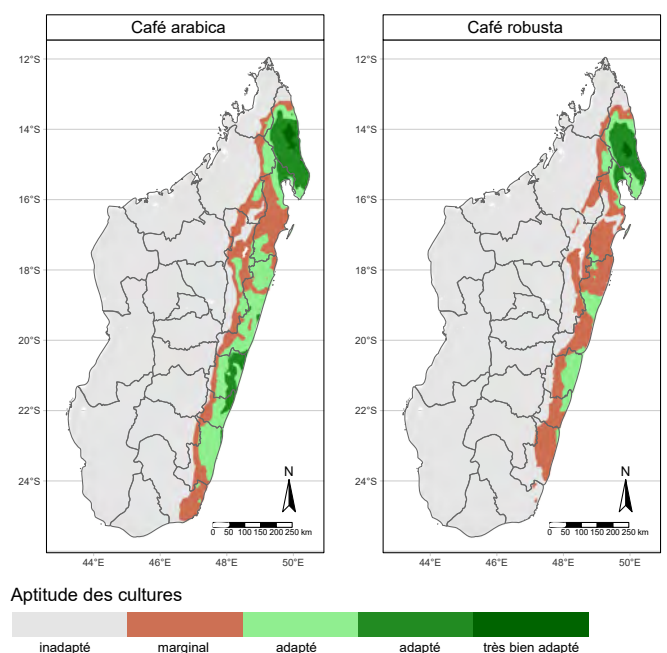 Café arabica
Café robusta
12°S
14°S
16°S
18°S
20°S
22°S
24°S
N
0 50 100 150 200 250 km
44°E 46°E 48°E 50°E
12°S
14°S
16°S
18°S
20°S
22°S
24°S
N
0 50 100 150 200 250 km
44°E 46°E 48°E 50°E
Aptitude des cultures
inadapté marginal adapté adapté très bien adapté